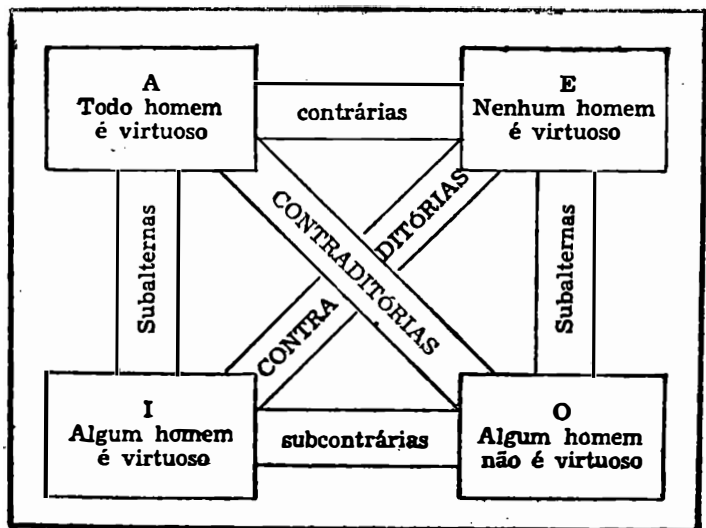 A
Todo homem
é virtuoso
contrárias
E
Nenhum homem
é virtuoso
Subalternas
CONTRADITÓRIAS
CONTRA
DITÓRIAS
Subalternas
I
Algum homem
é virtuoso
subcontrárias
O
Algum homem
não é virtuoso